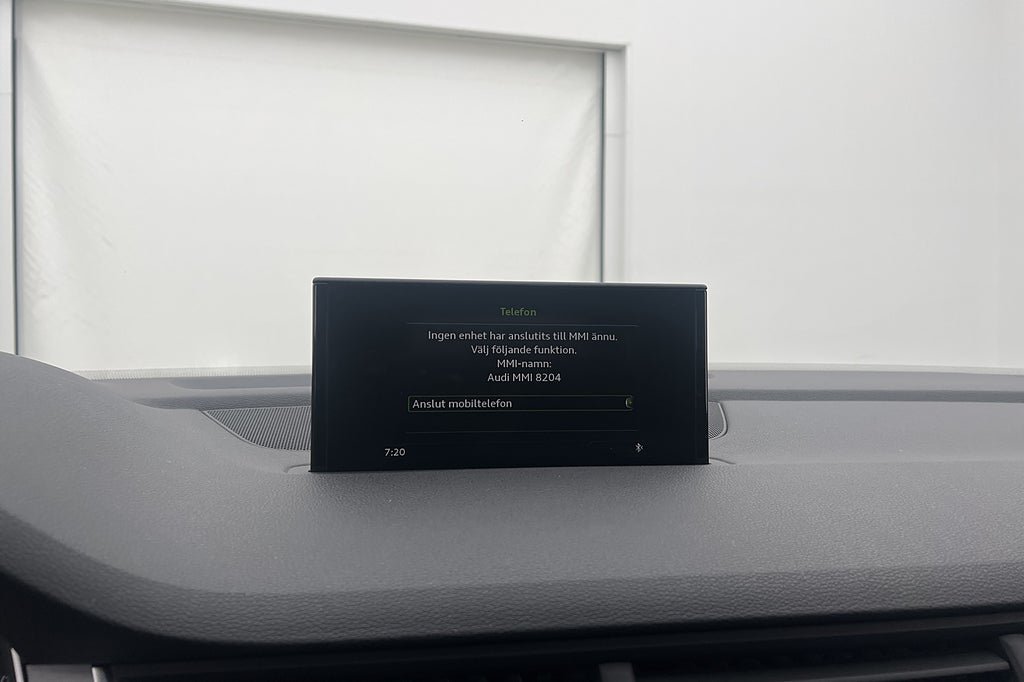 Telefon
Ingen enhet har anslutits till MMI ännu.
Välj följande funktion.
MMI-namn:
Audi MMI 8204
Anslut mobiltelefon
7:20